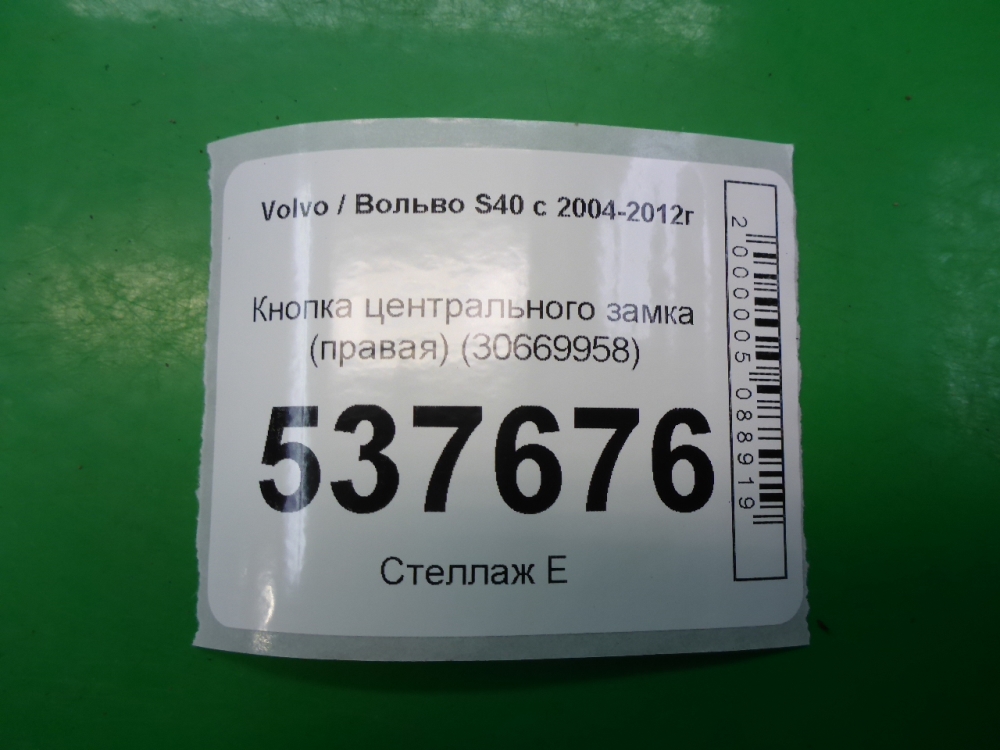 Volvo / Вольво S40 с 2004-2012г
Кнопка центрального замка
(правая) (30669958)
537676
Стеллаж Е
2000005088919